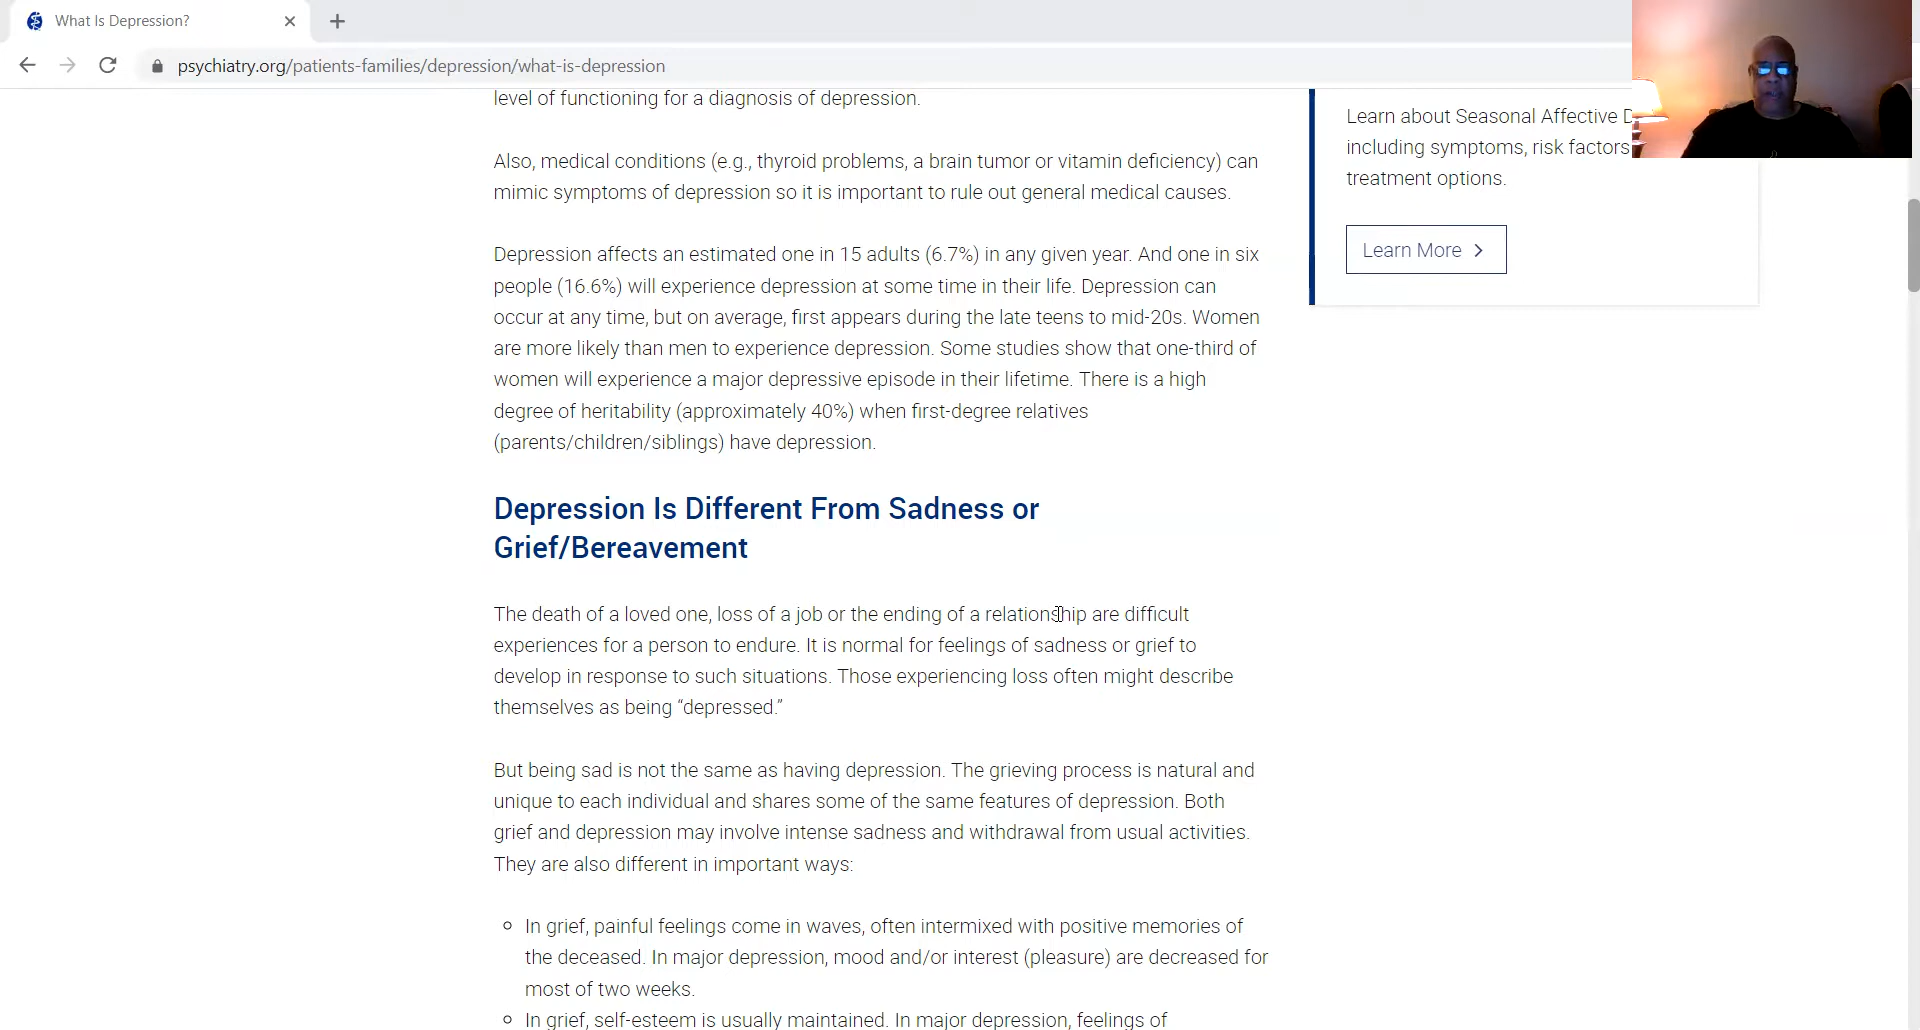 What Is Depression?
psychiatry.org/patients-families/depression/what-is-depression
level of functioning for a diagnosis of depression.
Also, medical conditions (e.g., thyroid problems, a brain tumor or vitamin deficiency) can
mimic symptoms of depression so it is important to rule out general medical causes.
Depression affects an estimated one in 15 adults (6.7%) in any given year. And one in six
people (16.6%) will experience depression at some time in their life. Depression can
occur at any time, but on average, first appears during the late teens to mid-20s. Women
are more likely than men to experience depression. Some studies show that one-third of
women will experience a major depressive episode in their lifetime. There is a high
degree of heritability (approximately 40%) when first-degree relatives
(parents/children/siblings) have depression.
Depression Is Different From Sadness or
Grief/Bereavement
The death of a loved one, loss of a job or the ending of a relationship are difficult
experiences for a person to endure. It is normal for feelings of sadness or grief to
develop in response to such situations. Those experiencing loss often might describe
themselves as being “depressed.”
But being sad is not the same as having depression. The grieving process is natural and
unique to each individual and shares some of the same features of depression. Both
grief and depression may involve intense sadness and withdrawal from usual activities.
They are also different in important ways:
In grief, painful feelings come in waves, often intermixed with positive memories of
the deceased. In major depression, mood and/or interest (pleasure) are decreased for
most of two weeks.
In grief, self-esteem is usually maintained. In major depression, feelings of
Learn about Seasonal Affective
including symptoms, risk factors
treatment options.
Learn More